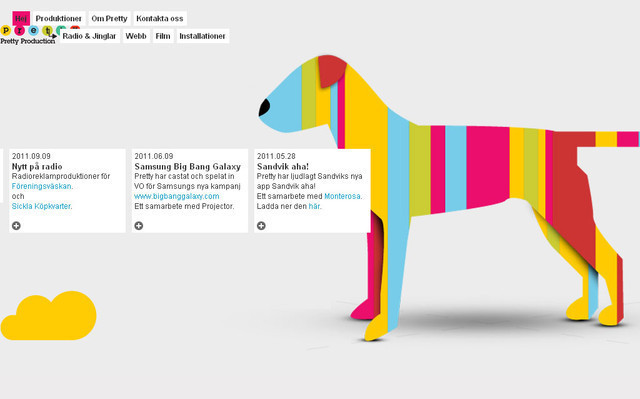 Hej Produktioner Om Pretty Kontakta oss
Pretty Production
Radio & Jinglar Webb Film Installationer
2011.09.09
Nytt på radio
Radioreklamproduktioner för
Föreningsväskan.
och
Sickla Köpkvarter.
2011.06.09
Samsung Big Bang Galaxy
Pretty har castat och spelat in
VO för Samsungs nya kampanj
www.bigbanggalaxy.com
Ett samarbete med Projector.
2011.05.28
Sandvik aha!
Pretty har ljudlagt Sandviks nya
app Sandvik aha!
Ett samarbete med Monterosa.
Ladda ner den här.